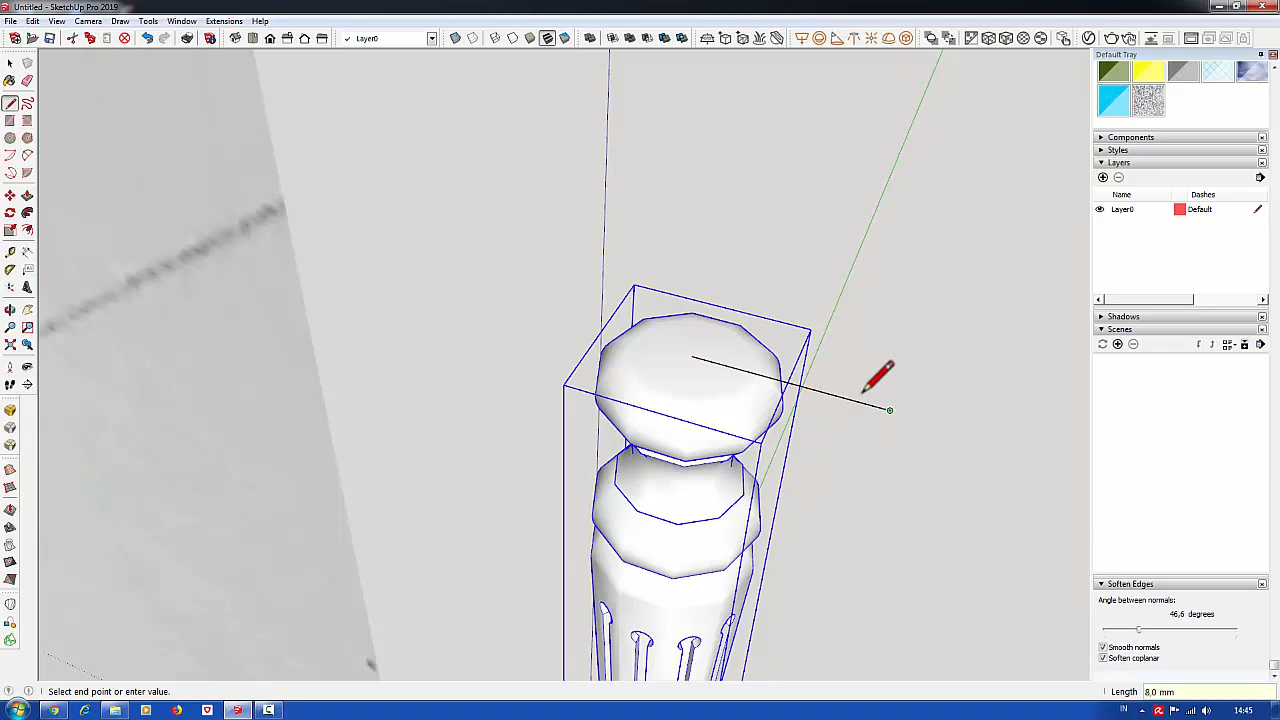 Untitled - SketchUp Pro 2019
File Edit View Camera Draw Tools Window Extensions Help
Layer0
Default Tray
Components
Styles
Layers
Name Dashes
Layer0 Default
Shadows
Scenes
Soften Edges
Angle between normals:
46,6 degrees
Smooth normals
Soften coplanar
Select end point or enter value.
Length 8,0 mm
IN 14:45